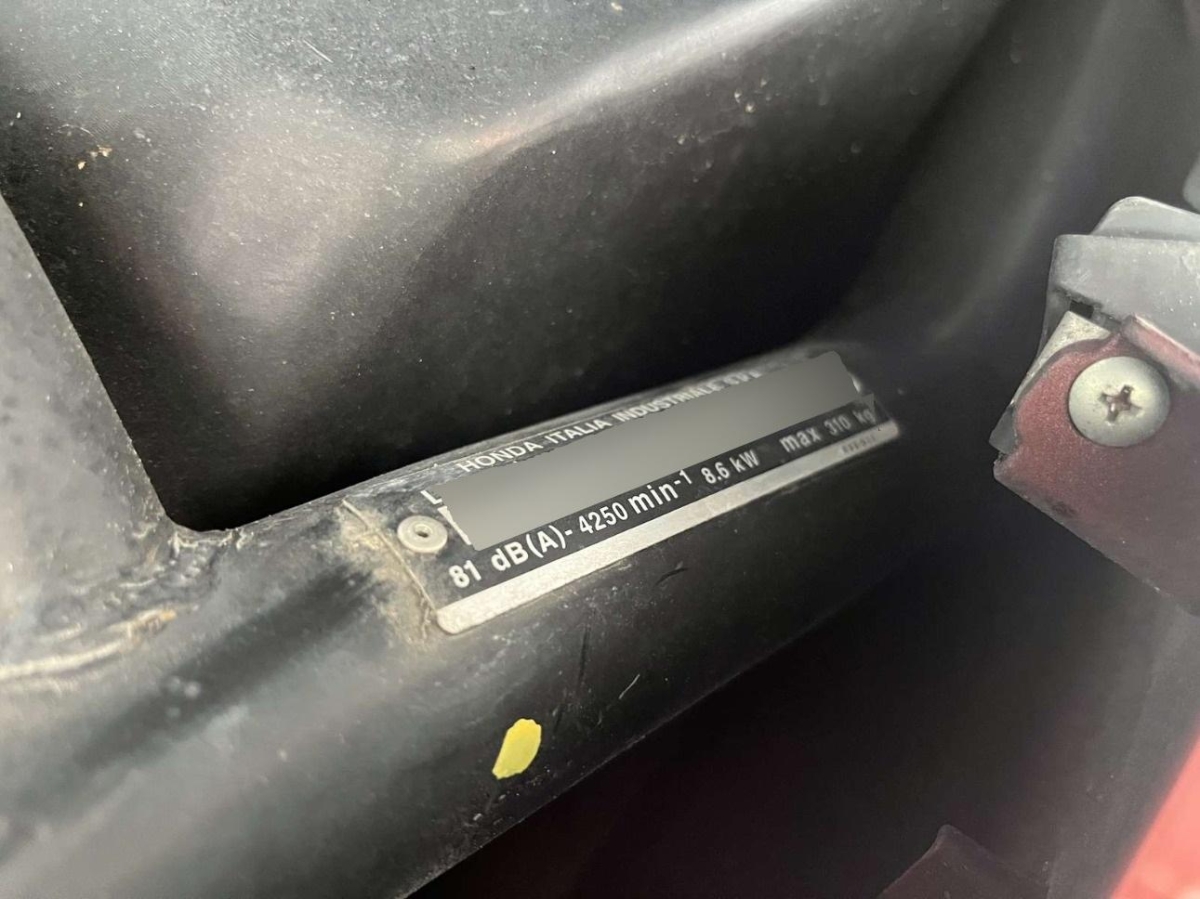 HONDA ITALIA INDUSTRIALE S.P.A
81 dB(A)- 4250 min-1 8.6 kW max 310 kg